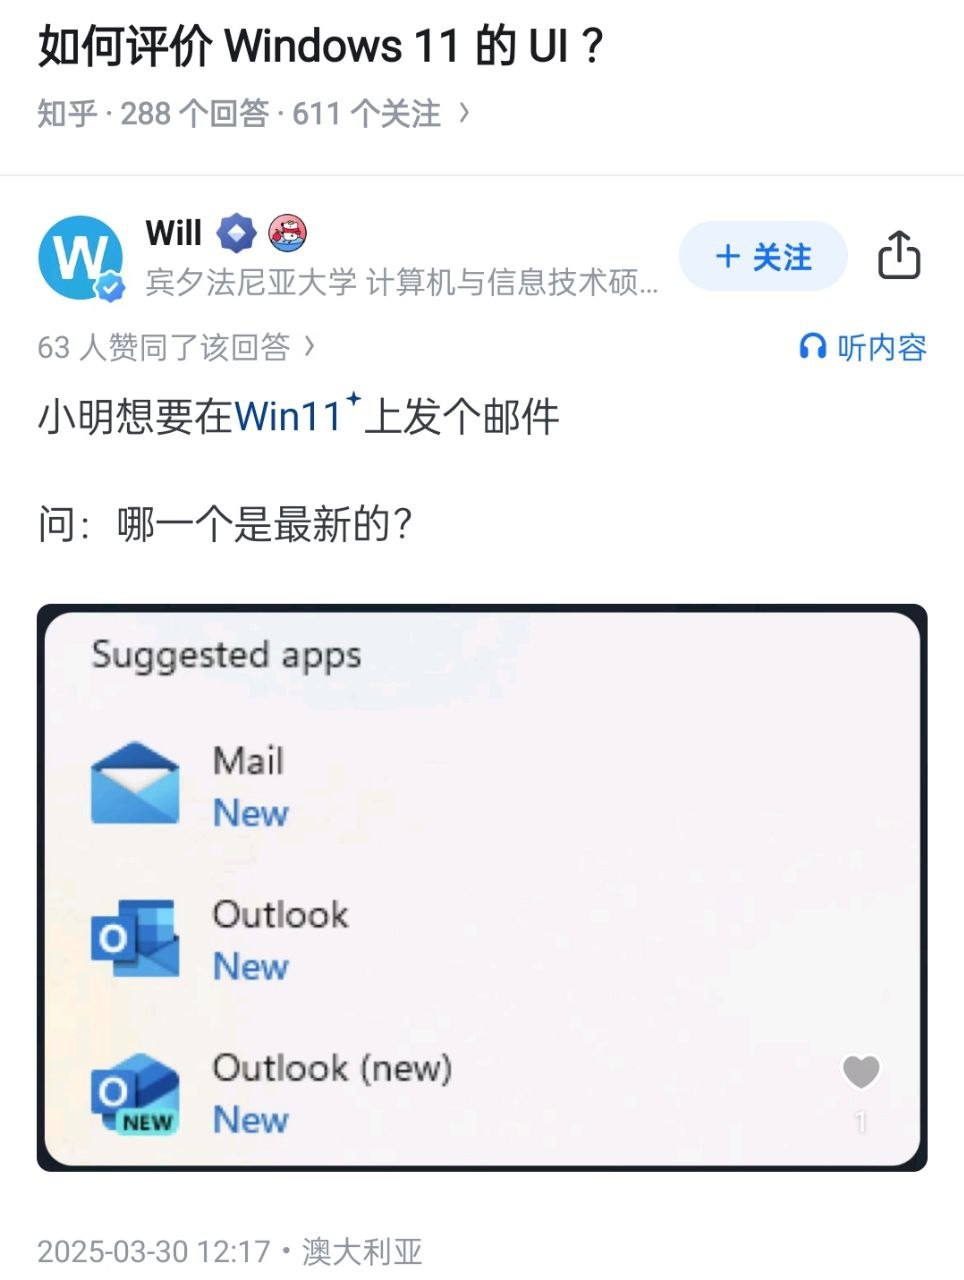 如何评价 Windows 11 的 UI ？
知乎 · 288 个回答 · 611 个关注 >
W
Will
宾夕法尼亚大学 计算机与信息技术硕...
+ 关注
63 人赞同了该回答 >
听内容
小明想要在Win11上发个邮件
问：哪一个是最新的？
Suggested apps
Mail
New
Outlook
New
Outlook (new)
New
O
O
NEW
1
2025-03-30 12:17 · 澳大利亚